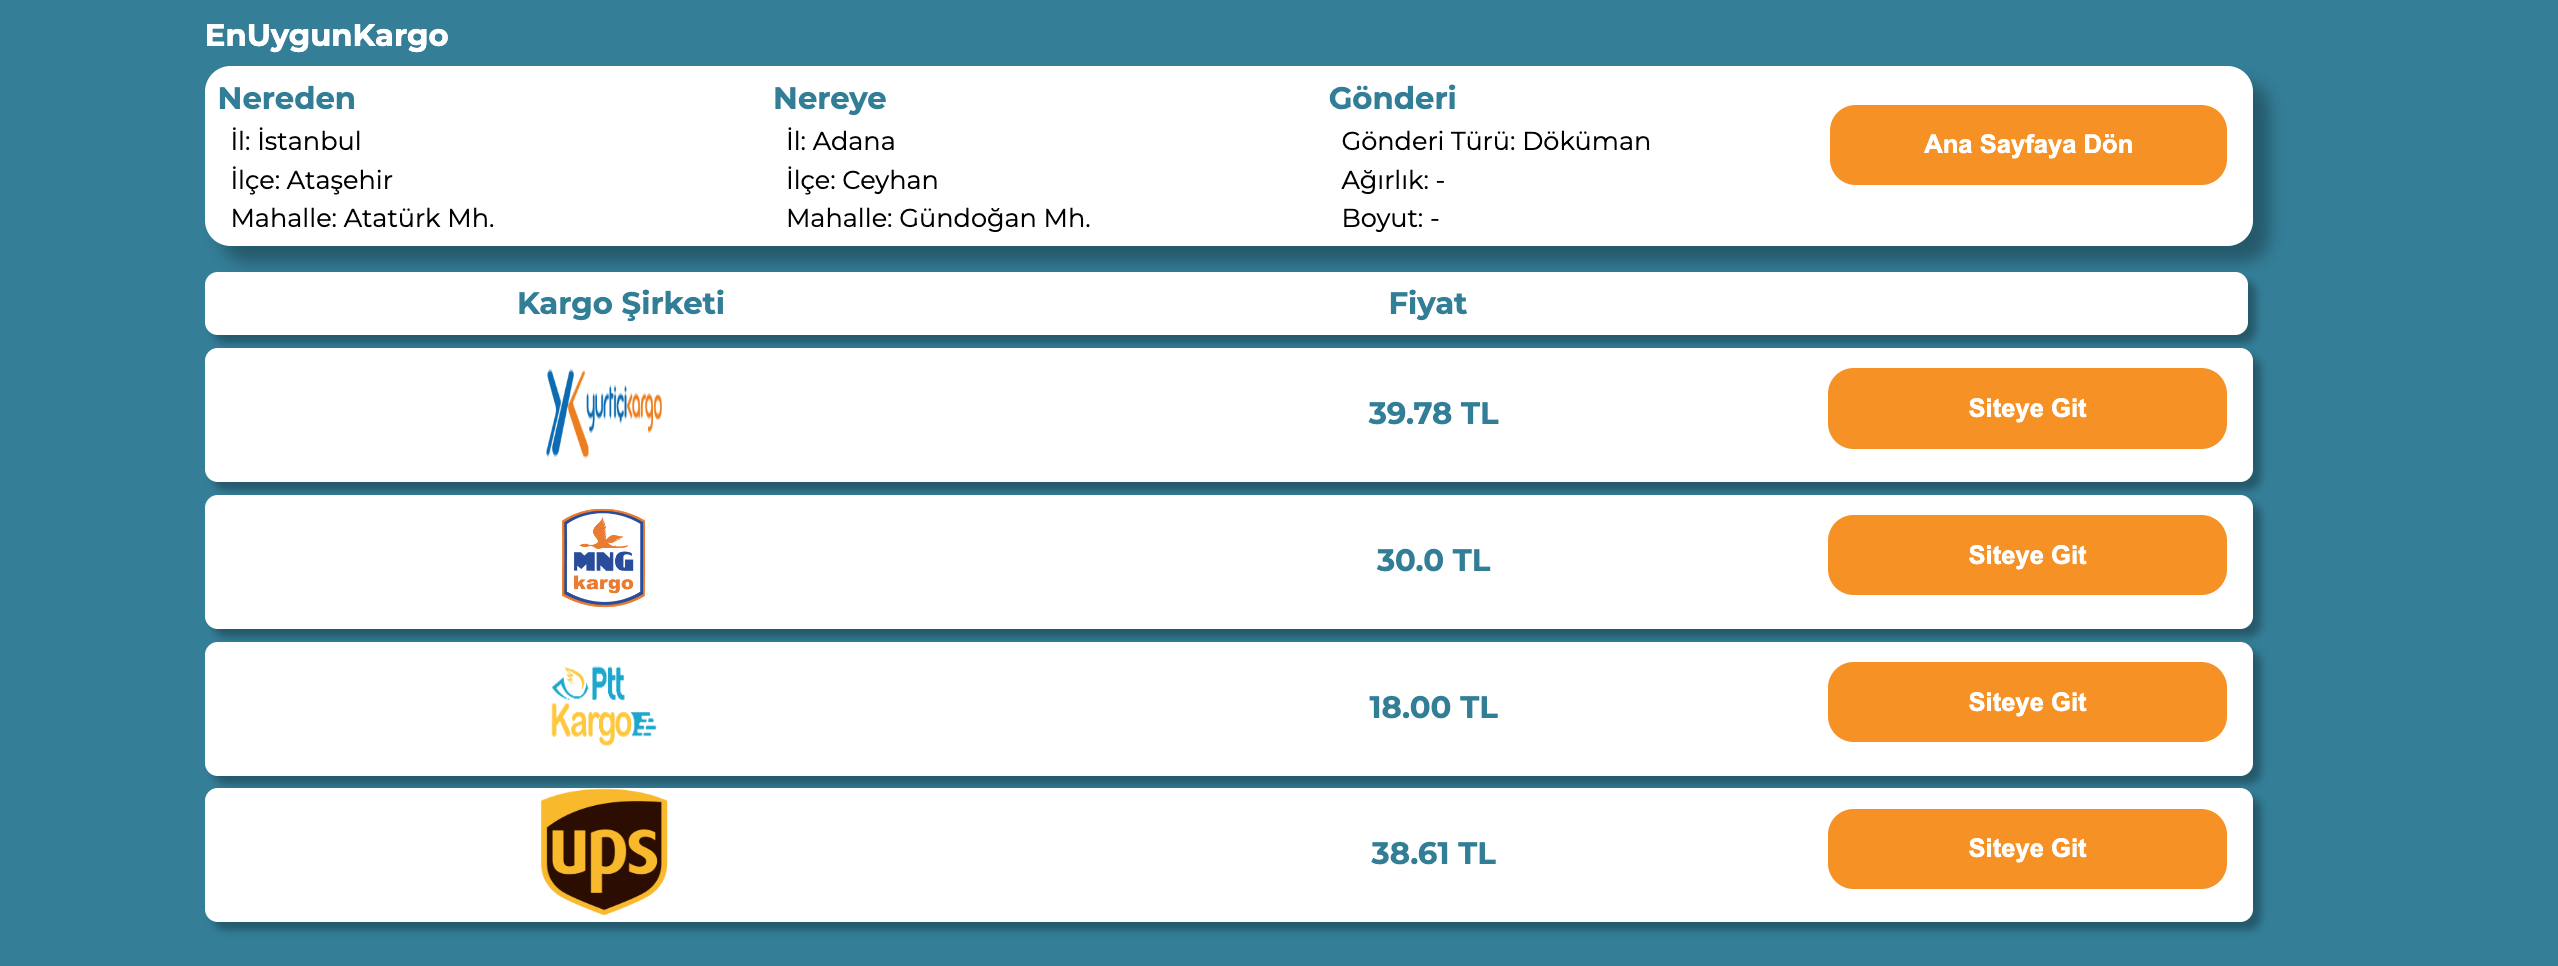 EnUygunKargo
Nereden
İl: İstanbul
İlçe: Ataşehir
Mahalle: Atatürk Mh.
Nereye
İl: Adana
İlçe: Ceyhan
Mahalle: Gündoğan Mh.
Gönderi
Gönderi Türü: Döküman
Ağırlık: -
Boyut: -
Ana Sayfaya Dön
Kargo Şirketi
Fiyat
yurtiçikargo
39.78 TL
Siteye Git
MNG
kargo
30.0 TL
Siteye Git
Ptt
Kargo
18.00 TL
Siteye Git
ups
38.61 TL
Siteye Git